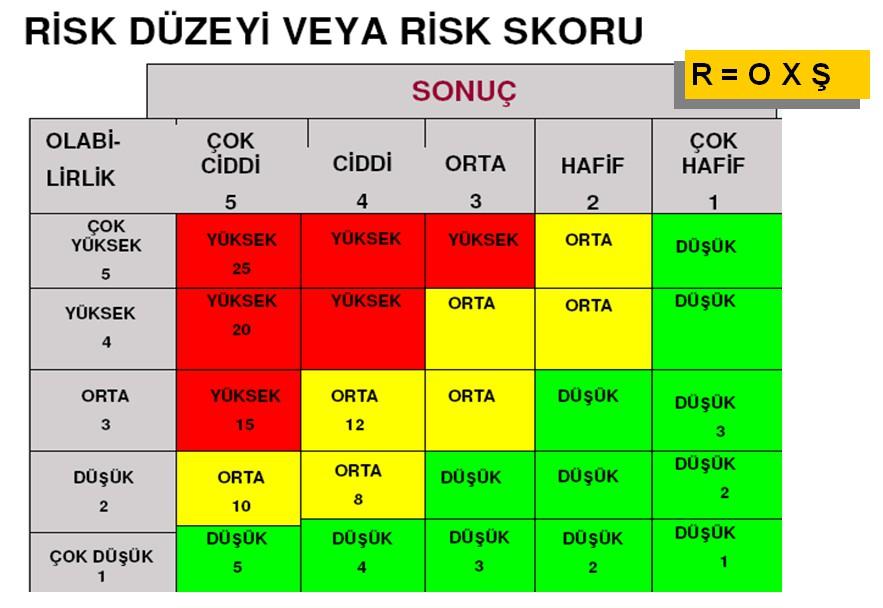 RİSK DÜZEYİ VEYA RİSK SKORU
R = O X Ş
SONUÇ
OLABİ-
LİRLİK
ÇOK
CİDDİ
5
CİDDİ
4
ORTA
3
HAFİF
2
ÇOK
HAFİF
1
ÇOK
YÜKSEK
5
YÜKSEK
25
YÜKSEK
YÜKSEK
ORTA
DÜŞÜK
YÜKSEK
4
YÜKSEK
20
YÜKSEK
ORTA
ORTA
DÜŞÜK
ORTA
3
YÜKSEK
15
ORTA
12
ORTA
DÜŞÜK
DÜŞÜK
3
DÜŞÜK
2
ORTA
10
ORTA
8
DÜŞÜK
DÜŞÜK
DÜŞÜK
2
ÇOK DÜŞÜK
1
DÜŞÜK
5
DÜŞÜK
4
DÜŞÜK
3
DÜŞÜK
2
DÜŞÜK
1